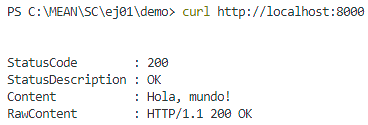 PS C:\MEAN\SC\ej01\demo> curl http://localhost:8000
StatusCode        : 200
StatusDescription : OK
Content           : Hola, mundo!
RawContent        : HTTP/1.1 200 OK